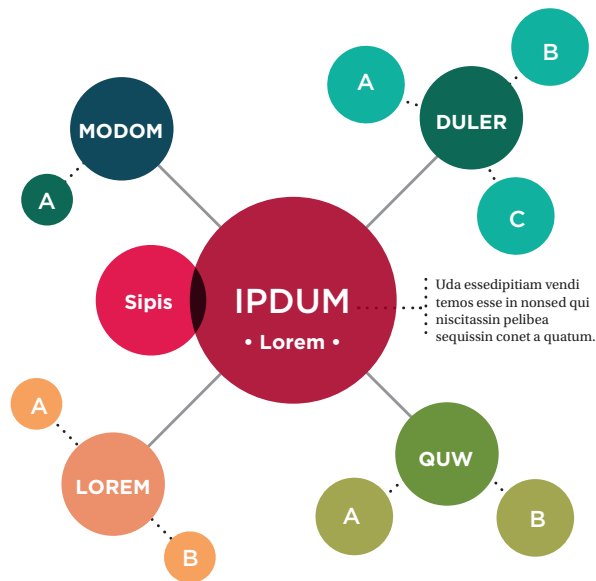 B
A
DULER
C
MODOM
A
Sipis
IPDUM
• Lorem •
Uda essedipitiam vendi
temos esse in nonsed qui
niscitassin pelibea
sequissin conet a quatum.
A
LOREM
B
QUW
A
B